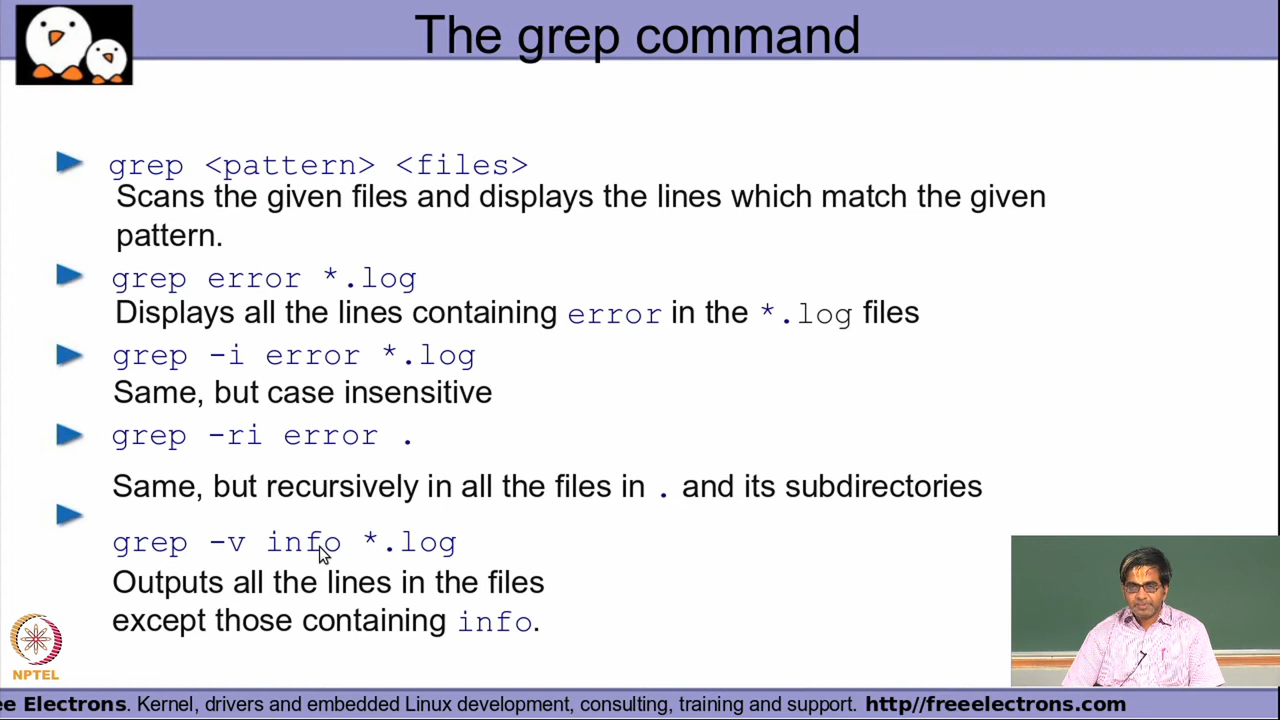 The grep command
grep <pattern> <files>
Scans the given files and displays the lines which match the given
pattern.
grep error *.log
Displays all the lines containing error in the *.log files
grep -i error *.log
Same, but case insensitive
grep -ri error .
Same, but recursively in all the files in . and its subdirectories
grep -v info *.log
Outputs all the lines in the files
except those containing info.
NPTEL
ee Electrons. Kernel, drivers and embedded Linux development, consulting, training and support. http//freeelectrons.com